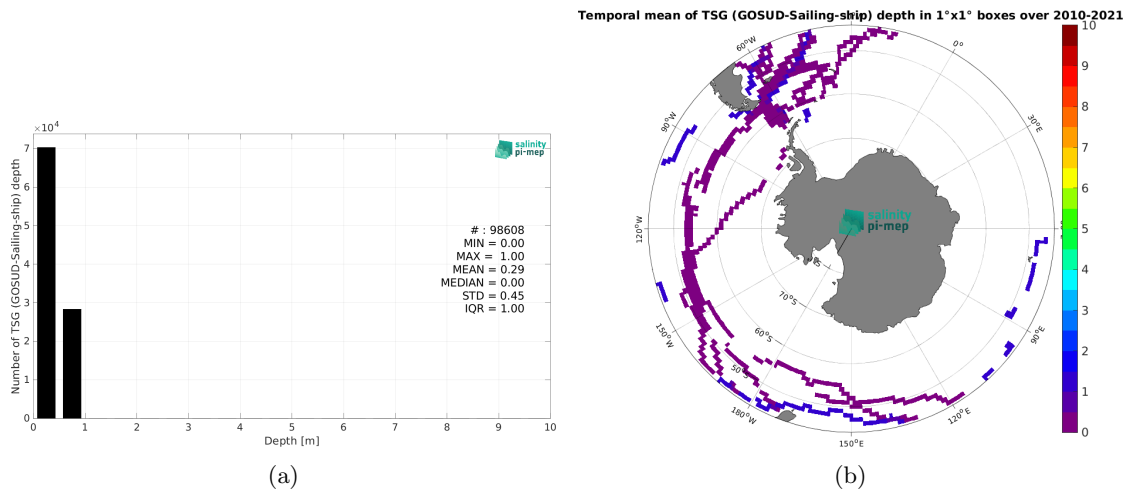 Temporal mean of TSG (GOSUD-Sailing-ship) depth in 1°x1° boxes over 2010-2021
×10⁴
7
6
5
4
3
2
1
0
Number of TSG (GOSUD-Sailing-ship) depth
salinity
pi-mep
# : 98608
MIN = 0.00
MAX = 1.00
MEAN = 0.29
MEDIAN = 0.00
STD = 0.45
IQR = 1.00
0 1 2 3 4 5 6 7 8 9 10
Depth [m]
(a)
60°W
0°
30°E
90°W
120°W
150°W
180°W
150°E
120°E
90°E
70°S
60°S
50°S
salinity
pi-mep
10
9
8
7
6
5
4
3
2
1
0
(b)